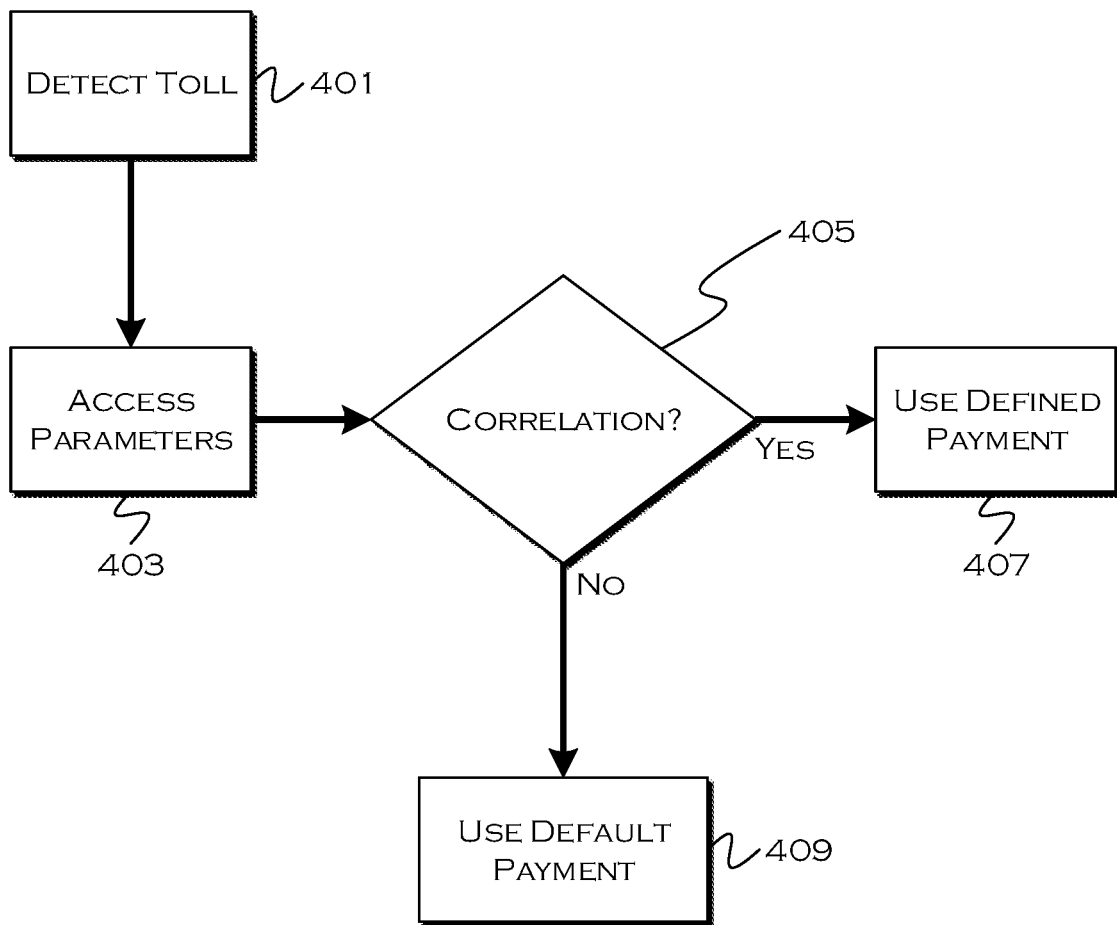 Detect Toll
401
405
Access
Parameters
403
Correlation?
Yes
No
Use Defined
Payment
407
Use Default
Payment
409